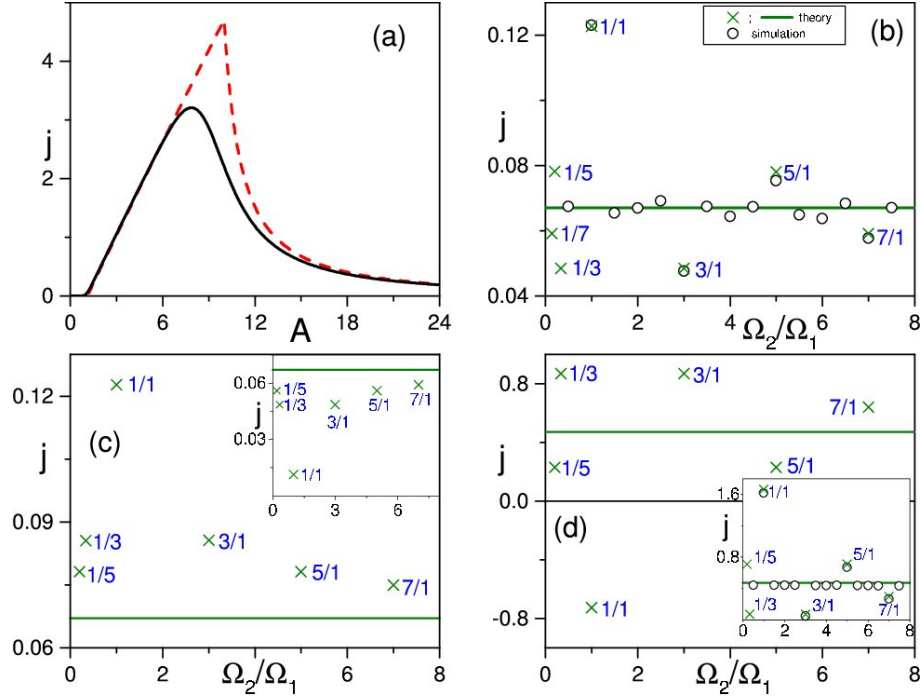 (a)
j
4
2
0
0 6 12 18 24
A
(b)
× : — theory
○ simulation
j
0.12
0.08
0.04
1/1
1/5
5/1
1/7
7/1
1/3
3/1
0 2 4 6 8
Ω₂/Ω₁
(c)
j
0.12
0.09
0.06
1/1
1/3
3/1
1/5
5/1
7/1
0 2 4 6 8
Ω₂/Ω₁
j
0.06
0.03
0.00
1/5
1/3
3/1
5/1
7/1
1/1
0 3 6
(d)
j
0.8
0.0
-0.8
1/3
3/1
7/1
1/5
5/1
1/1
0 2 4 6 8
Ω₂/Ω₁
j
1.6
0.8
1/1
1/5
5/1
1/3
3/1
7/1
0 2 4 6 8